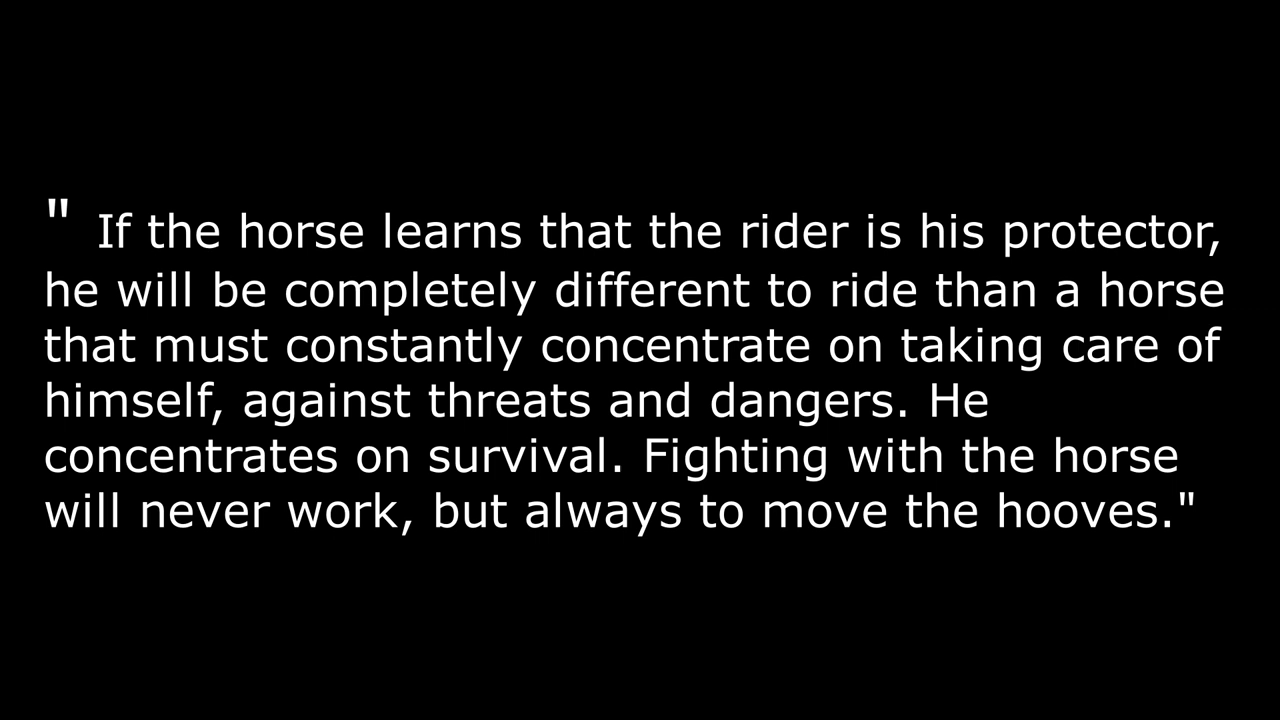 " If the horse learns that the rider is his protector,
he will be completely different to ride than a horse
that must constantly concentrate on taking care of
himself, against threats and dangers. He
concentrates on survival. Fighting with the horse
will never work, but always to move the hooves."